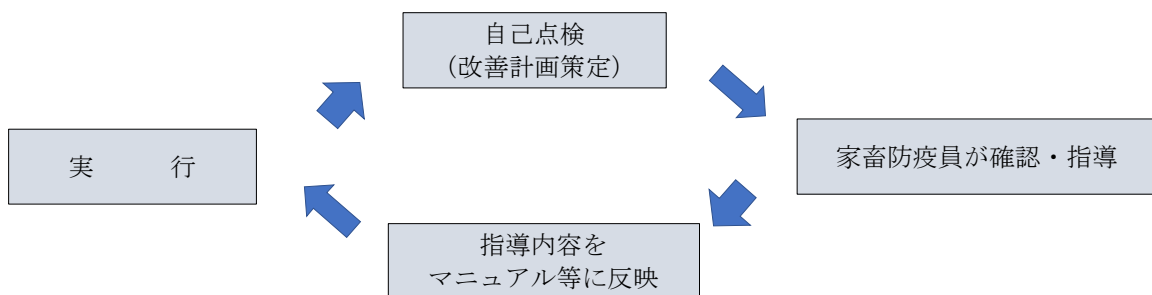 自己点検
（改善計画策定）
家畜防疫員が確認・指導
指導内容を
マニュアル等に反映
実　　　行